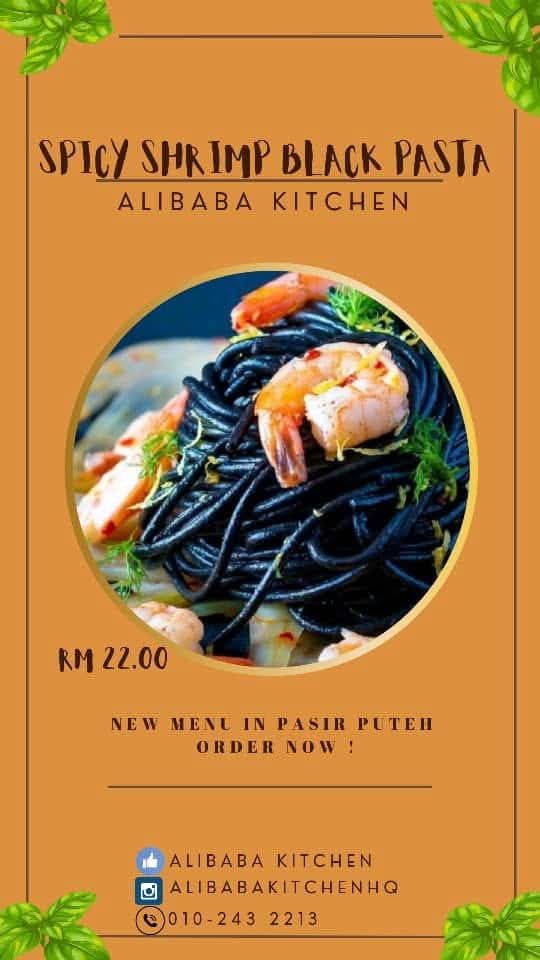 SPICY SHRIMP BLACK PASTA
ALIBABA KITCHEN
RM 22.00
NEW MENU IN PASIR PUTEH
ORDER NOW !
ALIBABA KITCHEN
ALIBABAKITCHENHQ
010-243 2213